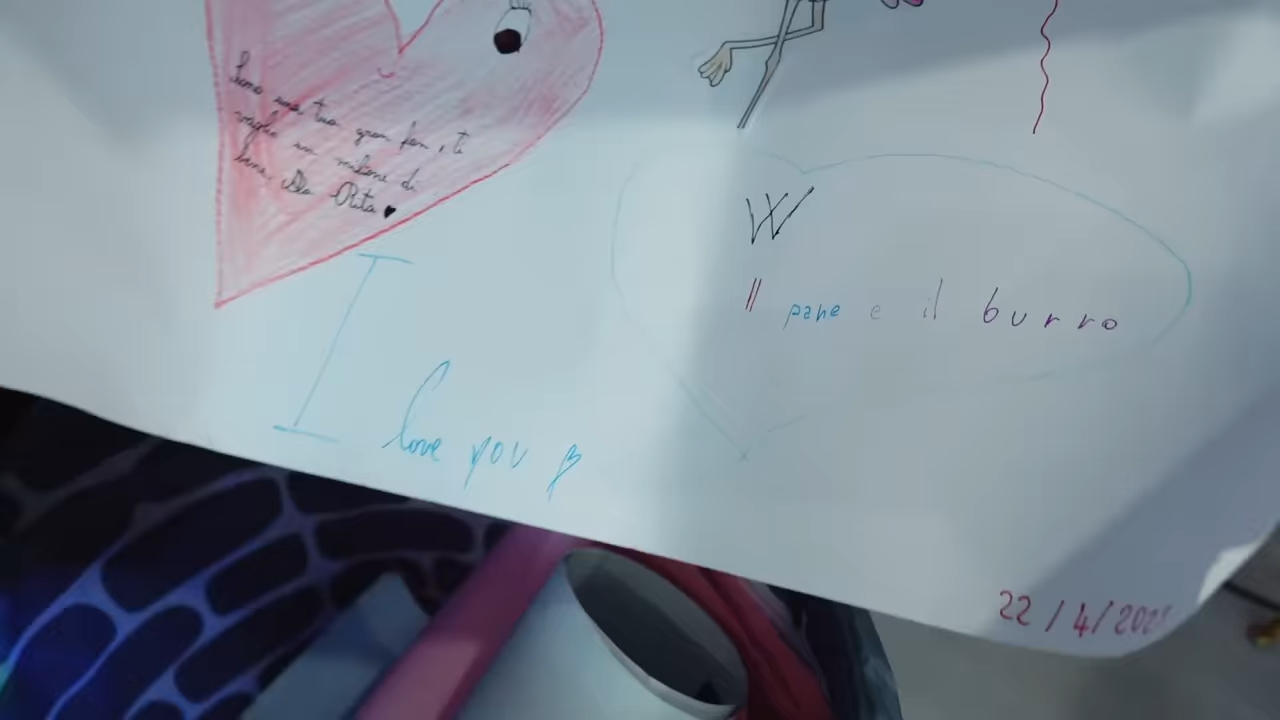 Sono una tua gran fan, ti
voglio un milione di
bene. Da Rita
W
Il pane e il burro
I love you
22/4/202